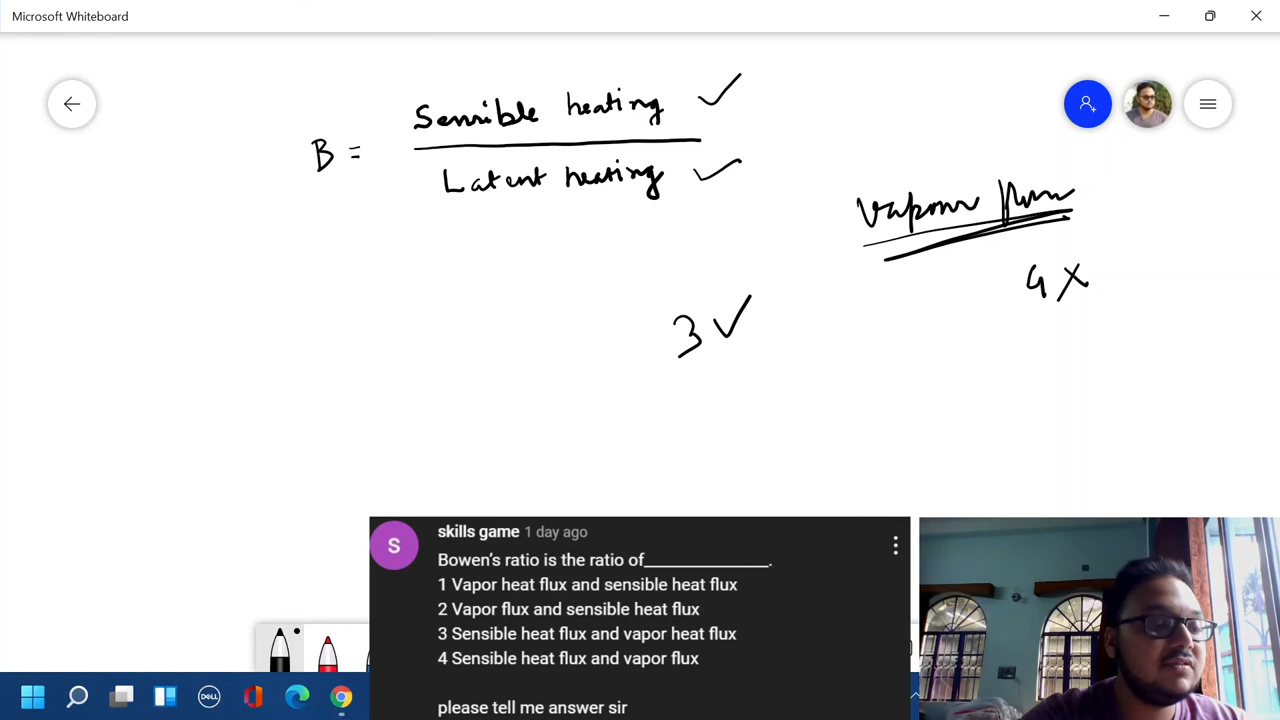 Microsoft Whiteboard
B = Sensible heating ✓
Latent heating ✓
Vapour flux
3 ✓
4 X
S
skills game 1 day ago
Bowen’s ratio is the ratio of______________.
1 Vapor heat flux and sensible heat flux
2 Vapor flux and sensible heat flux
3 Sensible heat flux and vapor heat flux
4 Sensible heat flux and vapor flux
please tell me answer sir
DELL